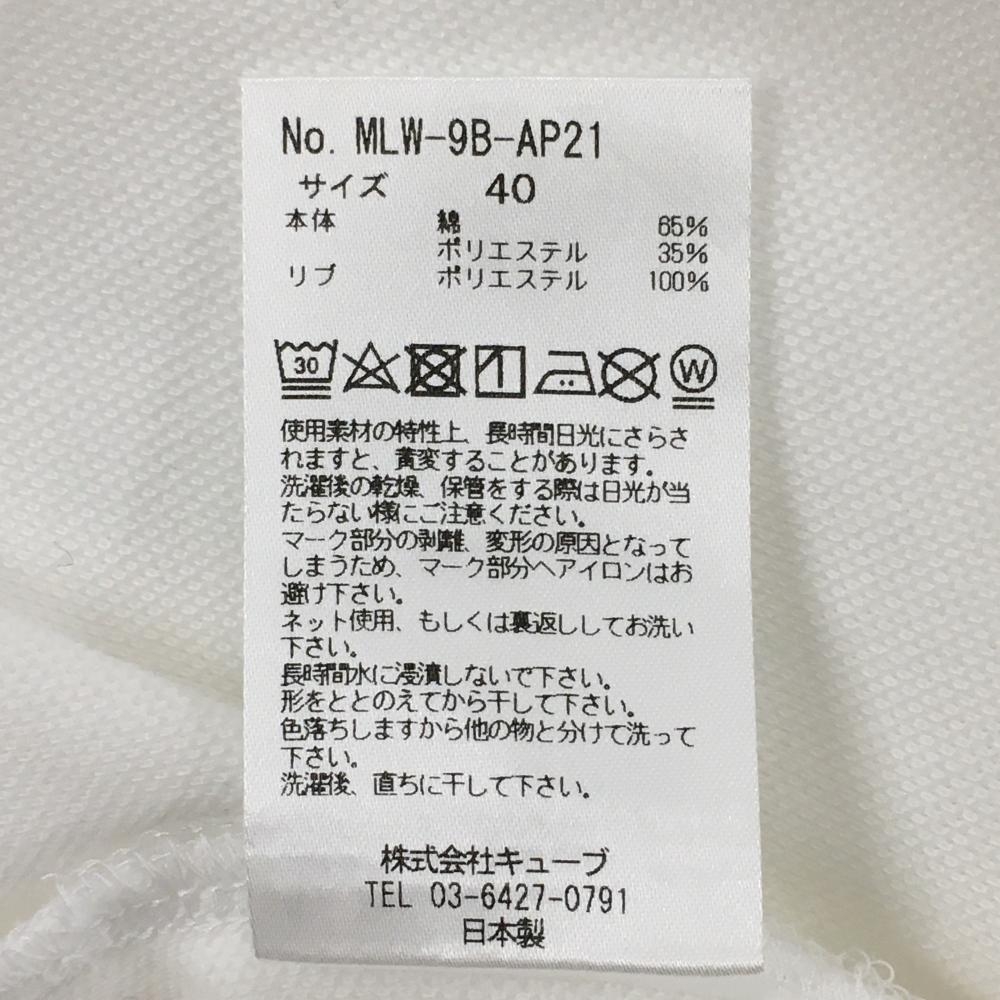 No. MLW-9B-AP21
サイズ 40
本体 綿 65%
ポリエステル 35%
リブ ポリエステル 100%
30 W
使用素材の特性上、長時間日光にさらさ
れますと、黄変することがあります。
洗濯後の乾燥、保管をする際は日光が当
たらない様にご注意ください。
マーク部分の剥離、変形の原因となって
しまうため、マーク部分へアイロンはお
避け下さい。
ネット使用、もしくは裏返ししてお洗い
下さい。
長時間水に浸漬しないで下さい。
形をととのえてから干して下さい。
色落ちしますから他の物と分けて洗って
下さい。
洗濯後、直ちに干して下さい。
株式会社キューブ
TEL 03-6427-0791
日本製